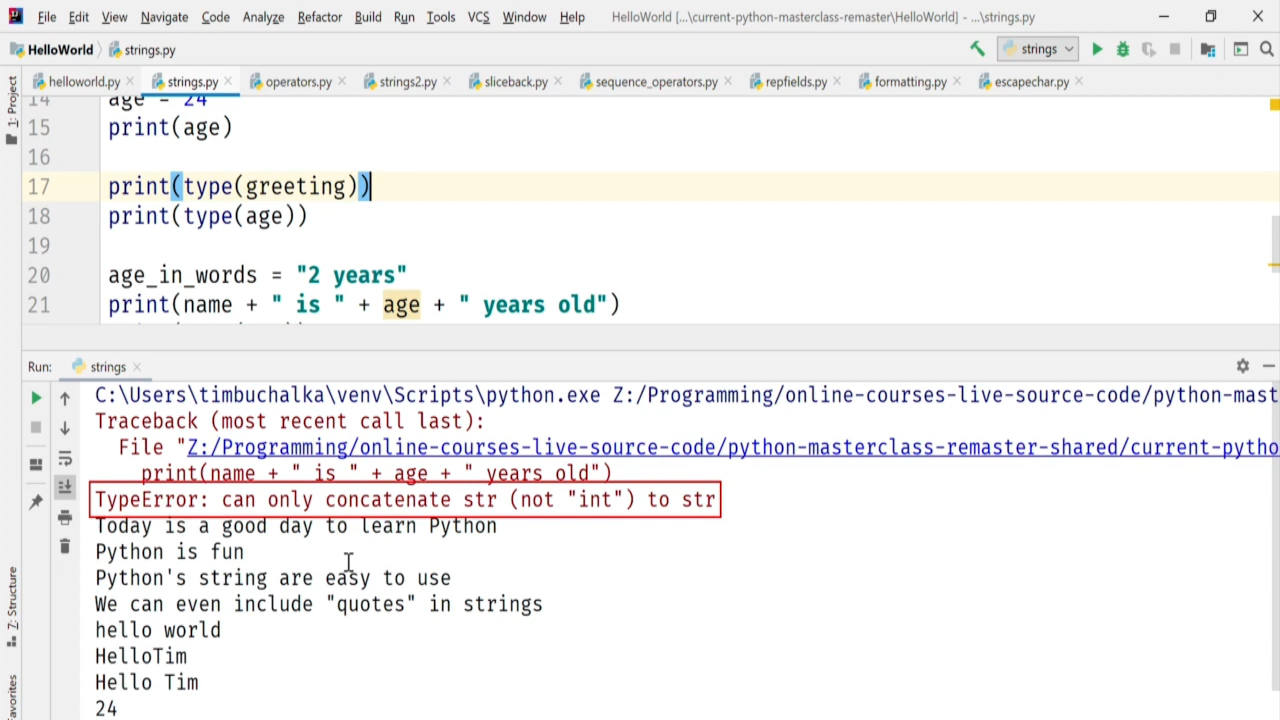 File Edit View Navigate Code Analyze Refactor Build Run Tools VCS Window Help HelloWorld [...\current-python-masterclass-remaster\HelloWorld] - ...\strings.py
HelloWorld strings.py strings
helloworld.py strings.py operators.py strings2.py sliceback.py sequence_operators.py repfields.py formatting.py escapechar.py
1: Project
14 age = 24
15 print(age)
16
17 print(type(greeting))
18 print(type(age))
19
20 age_in_words = "2 years"
21 print(name + " is " + age + " years old")
Run: strings
C:\Users\timbuchalka\venv\Scripts\python.exe Z:/Programming/online-courses-live-source-code/python-mast
Traceback (most recent call last):
File "Z:/Programming/online-courses-live-source-code/python-masterclass-remaster-shared/current-pytho
print(name + " is " + age + " years old")
TypeError: can only concatenate str (not "int") to str
Today is a good day to learn Python
Python is fun
Python's string are easy to use
We can even include "quotes" in strings
hello world
HelloTim
Hello Tim
24
7: Structure